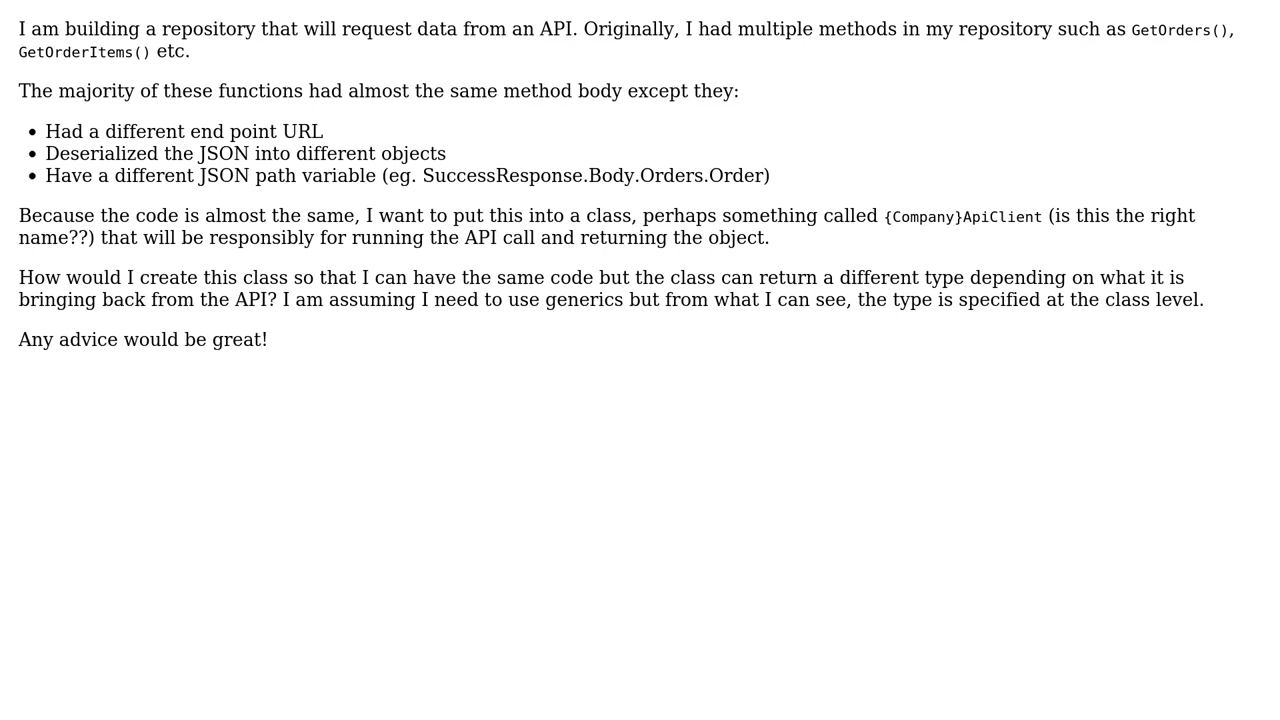 I am building a repository that will request data from an API. Originally, I had multiple methods in my repository such as GetOrders(),
GetOrderItems() etc.
The majority of these functions had almost the same method body except they:
• Had a different end point URL
• Deserialized the JSON into different objects
• Have a different JSON path variable (eg. SuccessResponse.Body.Orders.Order)
Because the code is almost the same, I want to put this into a class, perhaps something called {Company}ApiClient (is this the right
name??) that will be responsibly for running the API call and returning the object.
How would I create this class so that I can have the same code but the class can return a different type depending on what it is
bringing back from the API? I am assuming I need to use generics but from what I can see, the type is specified at the class level.
Any advice would be great!